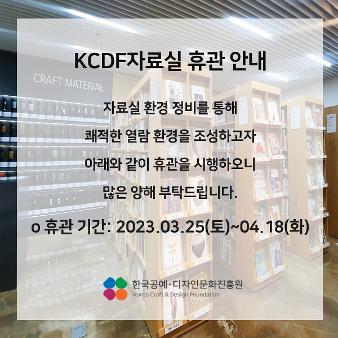 KCDF자료실 휴관 안내
CRAFT MATERIAL
자료실 환경 정비를 통해
쾌적한 열람 환경을 조성하고자
아래와 같이 휴관을 시행하오니
많은 양해 부탁드립니다.
o 휴관 기간: 2023.03.25(토)~04.18(화)
한국공예·디자인문화진흥원
Korea Craft & Design Foundation